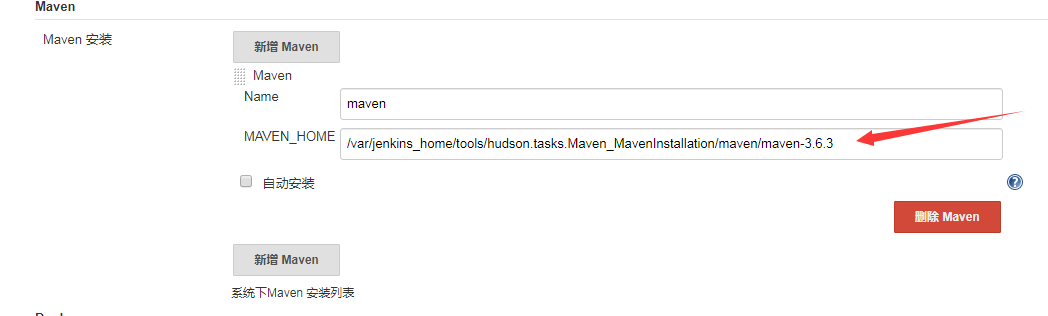 Maven
Maven 安装
新增 Maven
Maven
Name
maven
MAVEN_HOME
/var/jenkins_home/tools/hudson.tasks.Maven_MavenInstallation/maven/maven-3.6.3
自动安装
?
删除 Maven
新增 Maven
系统下Maven 安装列表